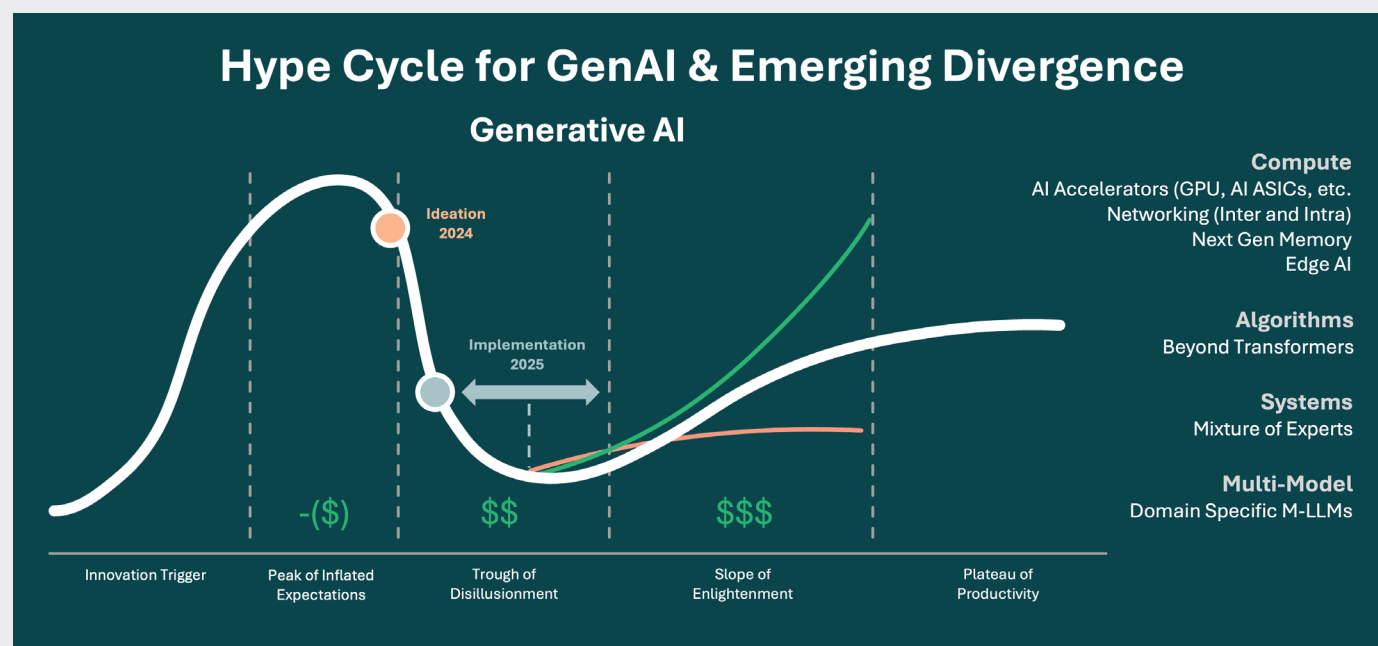 Hype Cycle for GenAI & Emerging Divergence
Generative AI
Ideation
2024
Implementation
2025
-($)
$$
$$$
Innovation Trigger
Peak of Inflated
Expectations
Trough of
Disillusionment
Slope of
Enlightenment
Plateau of
Productivity
Compute
AI Accelerators (GPU, AI ASICs, etc.
Networking (Inter and Intra)
Next Gen Memory
Edge AI
Algorithms
Beyond Transformers
Systems
Mixture of Experts
Multi-Model
Domain Specific M-LLMs